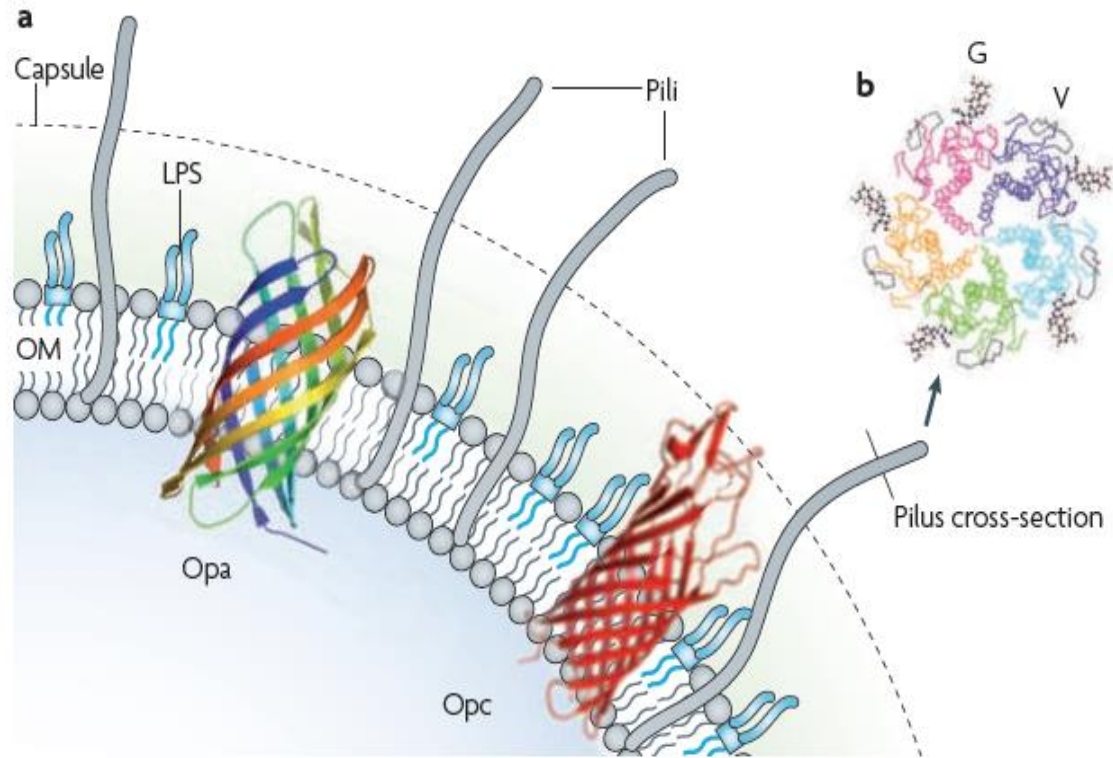 a
Capsule
Pili
b
G
V
LPS
OM
Pilus cross-section
Opa
Opc